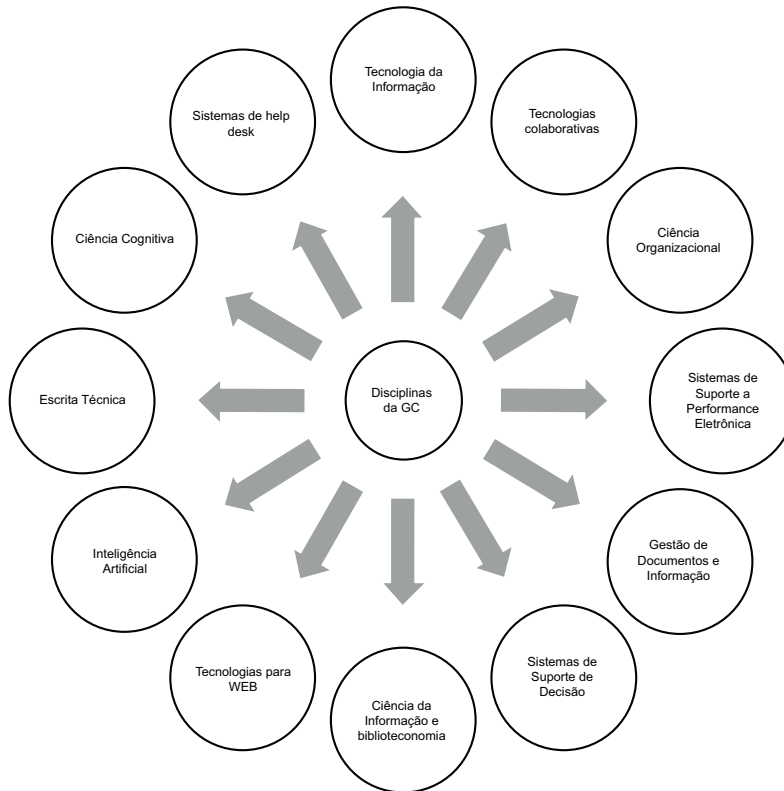 Tecnologia da
Informação
Tecnologias
colaborativas
Ciência
Organizacional
Sistemas de
Suporte a
Performance
Eletrônica
Gestão de
Documentos e
Informação
Sistemas de
Suporte de
Decisão
Ciência da
Informação e
biblioteconomia
Tecnologias para
WEB
Inteligência
Artificial
Escrita Técnica
Ciência Cognitiva
Sistemas de help
desk
Disciplinas
da GC